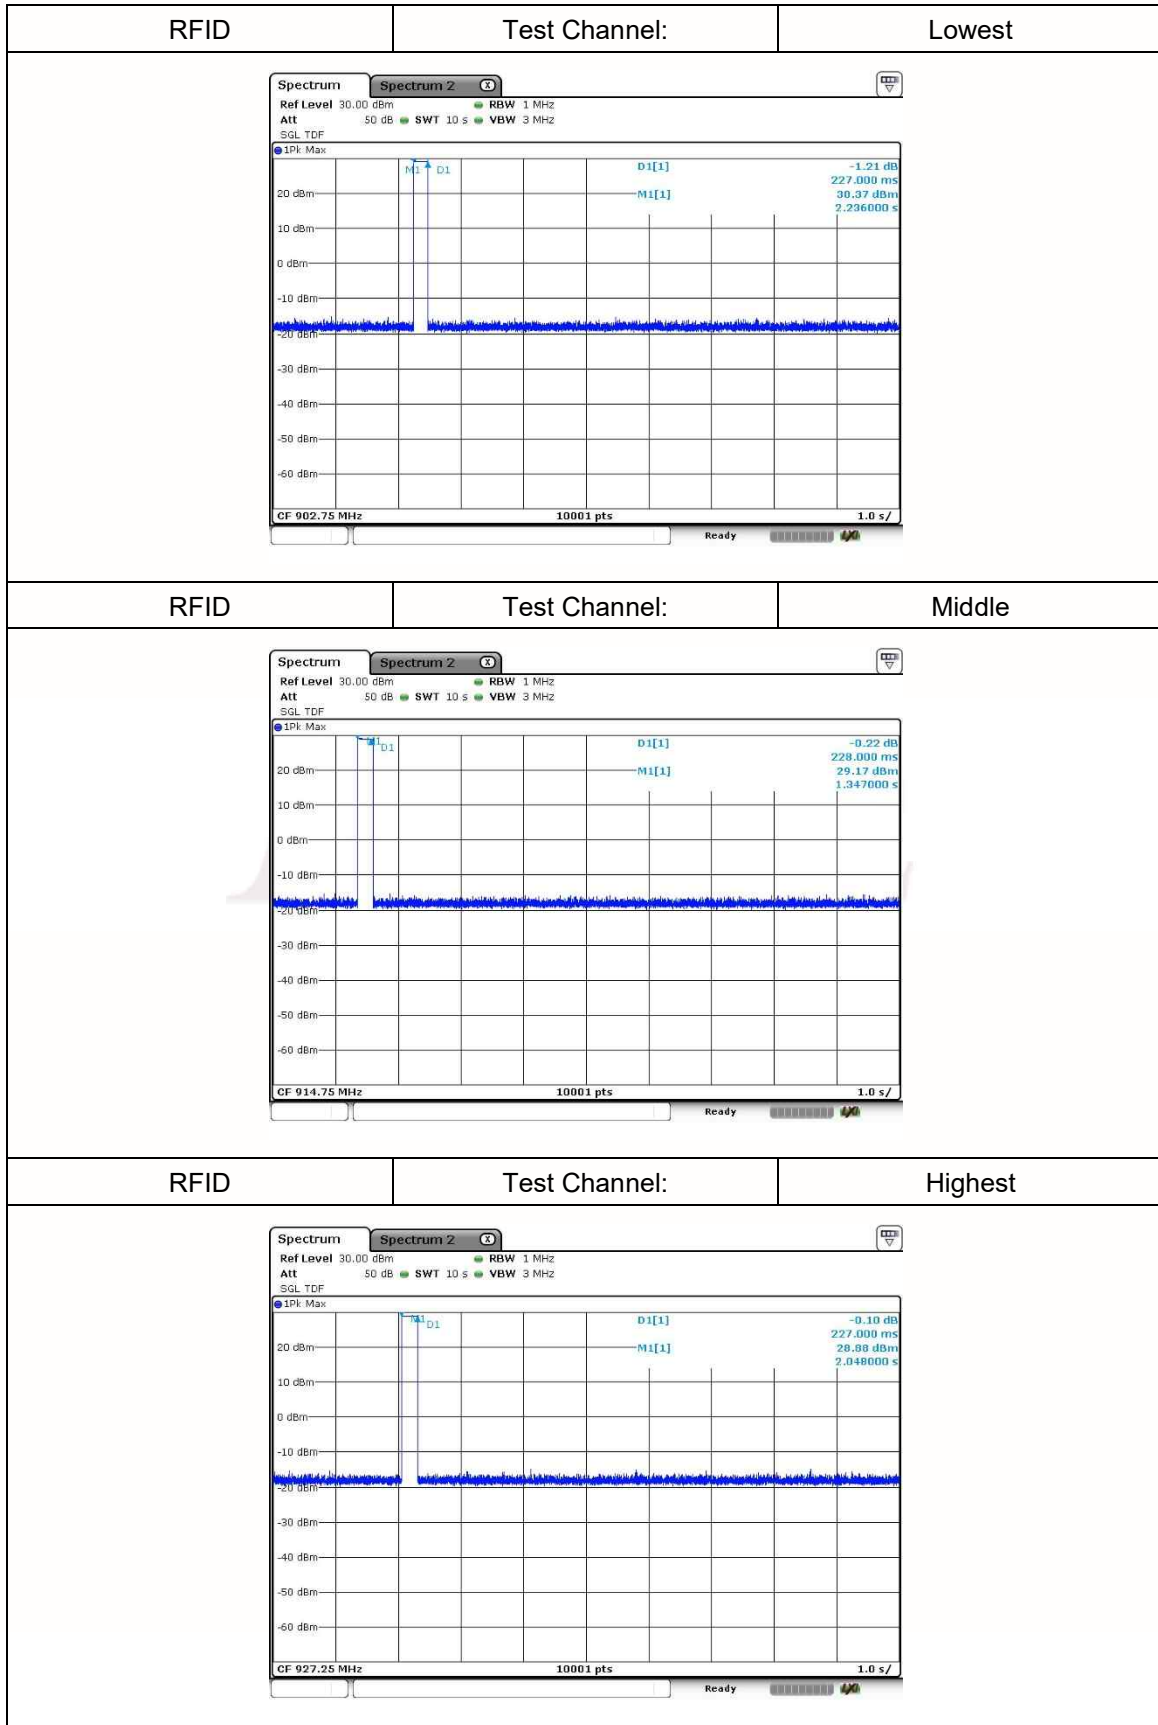 RFID Test Channel: Lowest
Spectrum Spectrum 2 X
Ref Level 30.00 dBm RBW 1 MHz
Att 50 dB SWT 10 s VBW 3 MHz
SGL TDF
1Pk Max
M1 D1 D1[1] -1.21 dB
227.000 ms
20 dBm M1[1] 30.37 dBm
2.236000 s
10 dBm
0 dBm
-10 dBm
-20 dBm
-30 dBm
-40 dBm
-50 dBm
-60 dBm
CF 902.75 MHz 10001 pts 1.0 s/
Ready LXI
RFID Test Channel: Middle
Spectrum Spectrum 2 X
Ref Level 30.00 dBm RBW 1 MHz
Att 50 dB SWT 10 s VBW 3 MHz
SGL TDF
1Pk Max
M1 D1 D1[1] -0.22 dB
228.000 ms
20 dBm M1[1] 29.17 dBm
1.347000 s
10 dBm
0 dBm
-10 dBm
-20 dBm
-30 dBm
-40 dBm
-50 dBm
-60 dBm
CF 914.75 MHz 10001 pts 1.0 s/
Ready LXI
RFID Test Channel: Highest
Spectrum Spectrum 2 X
Ref Level 30.00 dBm RBW 1 MHz
Att 50 dB SWT 10 s VBW 3 MHz
SGL TDF
1Pk Max
M1 D1 D1[1] -0.10 dB
227.000 ms
20 dBm M1[1] 28.88 dBm
2.048000 s
10 dBm
0 dBm
-10 dBm
-20 dBm
-30 dBm
-40 dBm
-50 dBm
-60 dBm
CF 927.25 MHz 10001 pts 1.0 s/
Ready LXI